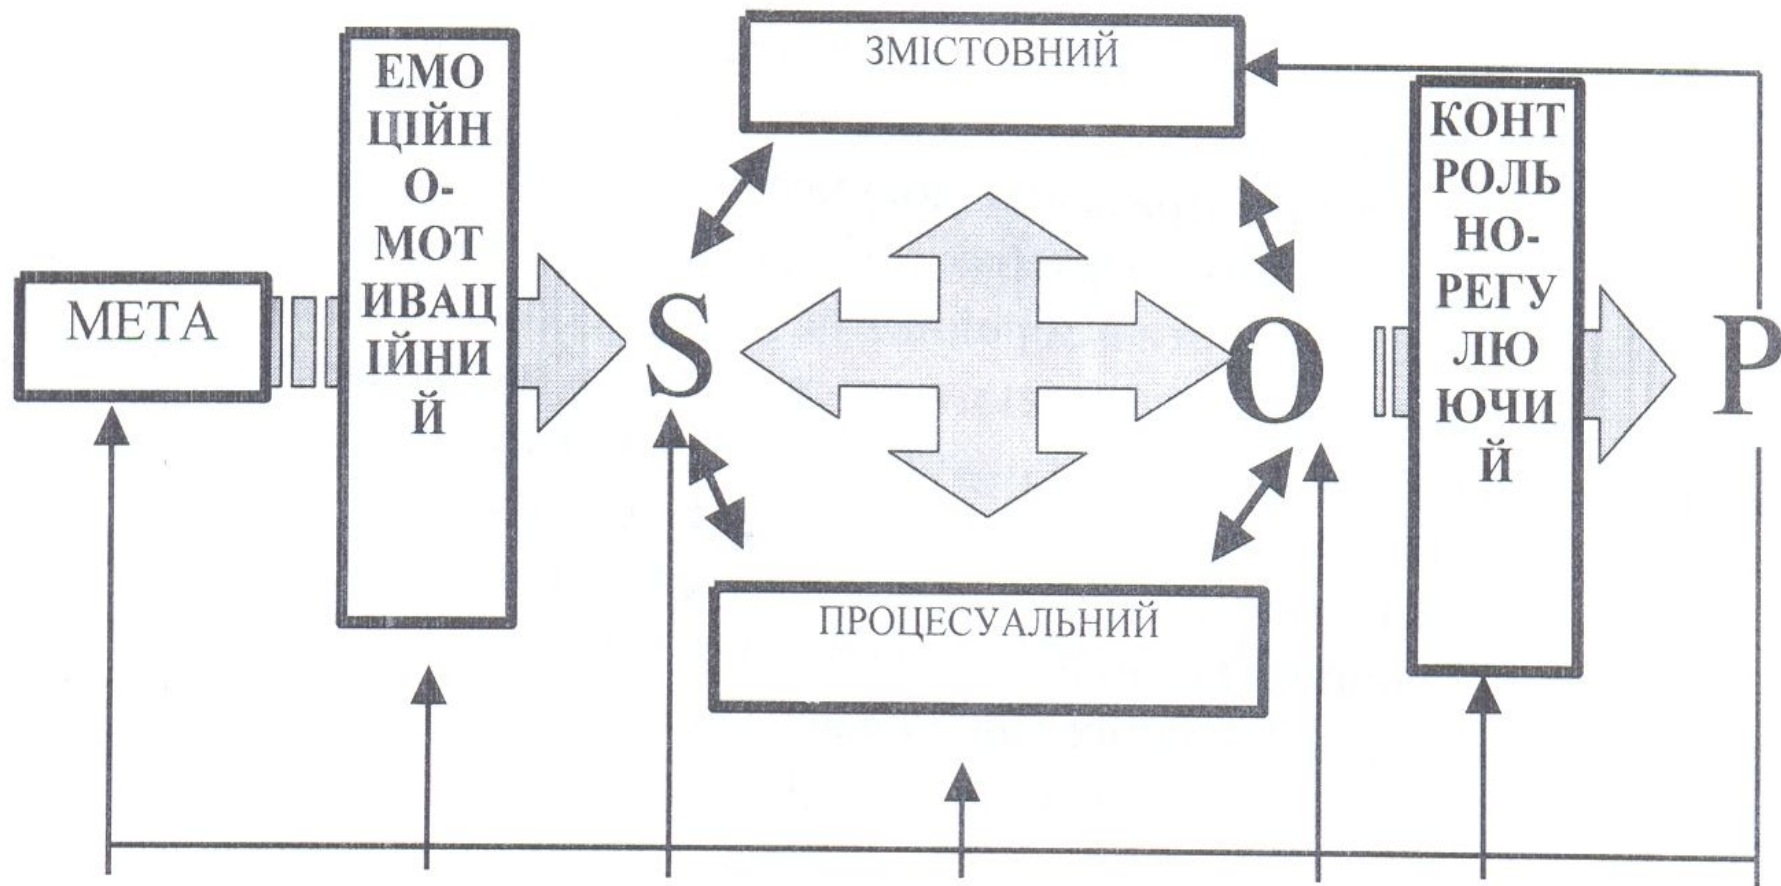 ЗМІСТОВНИЙ
ЕМО
ЦІЙН
О-
МОТ
ИВАЦ
ІЙНИ
Й
КОНТ
РОЛЬ
НО-
РЕГУ
ЛЮ
ЮЧИ
Й
МЕТА
S
O
P
ПРОЦЕСУАЛЬНИЙ